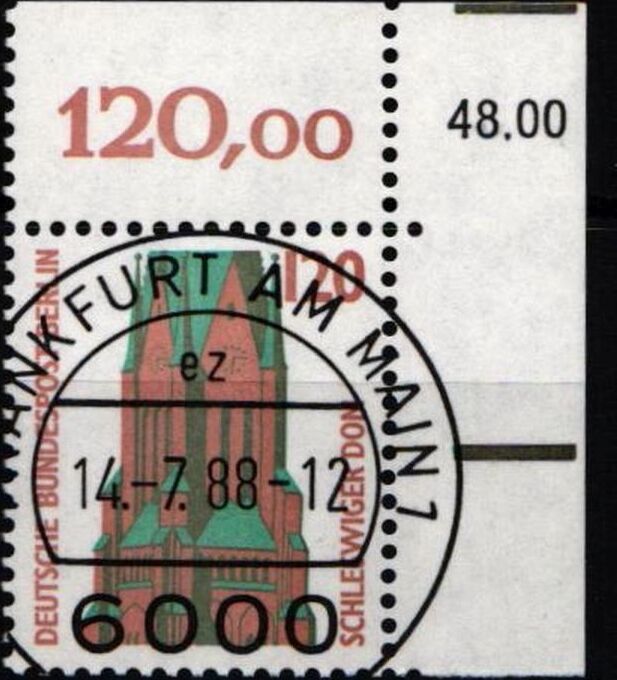 120,00
48.00
120
DEUTSCHE BUNDESPOST BERLIN
SCHLESWIGER DOM
FRANKFURT AM MAIN 1
ez
14.-7.88-12
6000